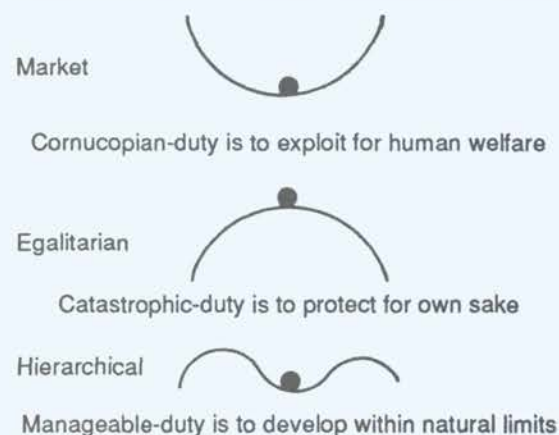 Market
Cornucopian-duty is to exploit for human welfare
Egalitarian
Catastrophic-duty is to protect for own sake
Hierarchical
Manageable-duty is to develop within natural limits